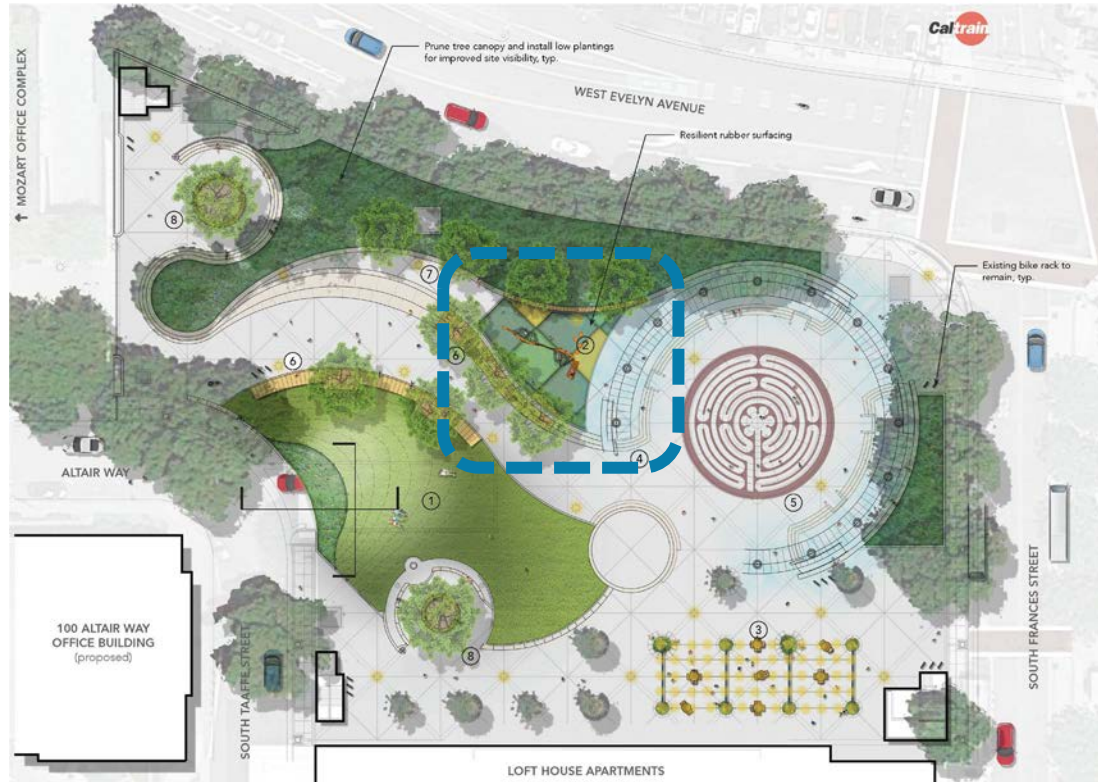 Caltrain
Prune tree canopy and install low plantings
for improved site visibility, typ.
WEST EVELYN AVENUE
Resilient rubber surfacing
↑ MOZART OFFICE COMPLEX
8
7
Existing bike rack to
remain, typ.
2
6
6
4
5
ALTAIR WAY
1
100 ALTAIR WAY
OFFICE BUILDING
(proposed)
SOUTH TAAFFE STREET
8
3
SOUTH FRANCES STREET
LOFT HOUSE APARTMENTS